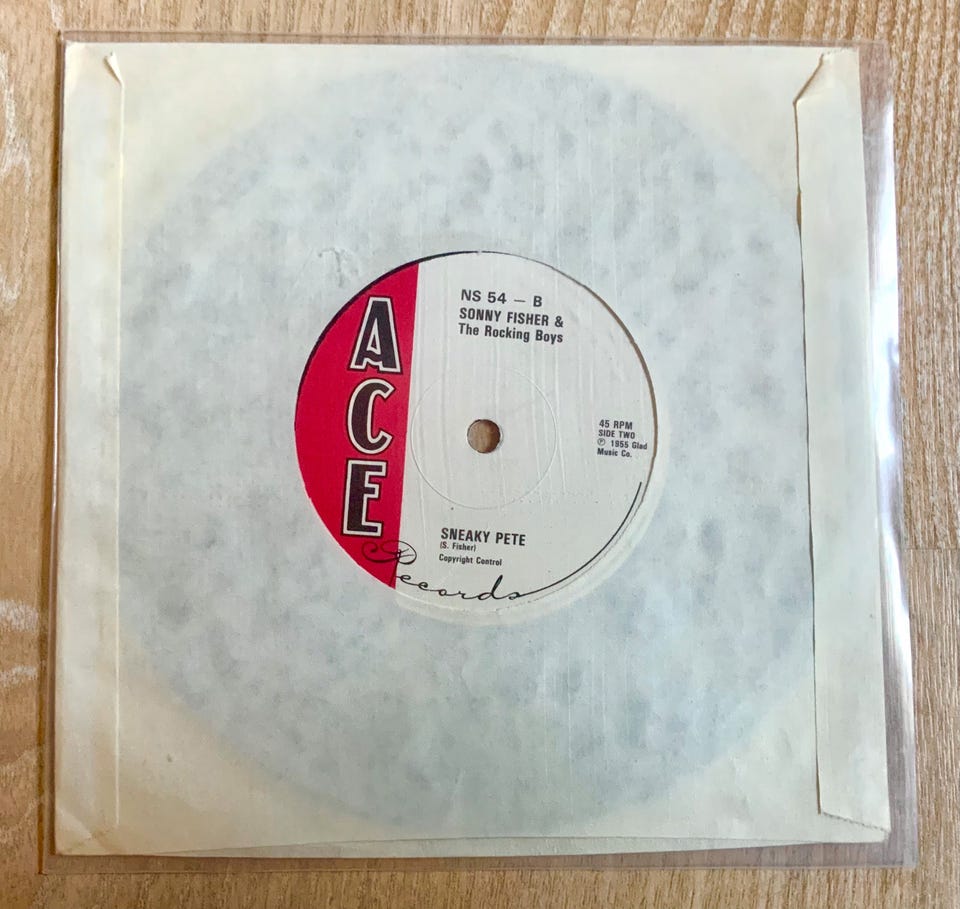 ACE
Records
NS 54 — B
SONNY FISHER &
The Rocking Boys
45 RPM
SIDE TWO
℗ 1955 Glad
Music Co.
SNEAKY PETE
(S. Fisher)
Copyright Control